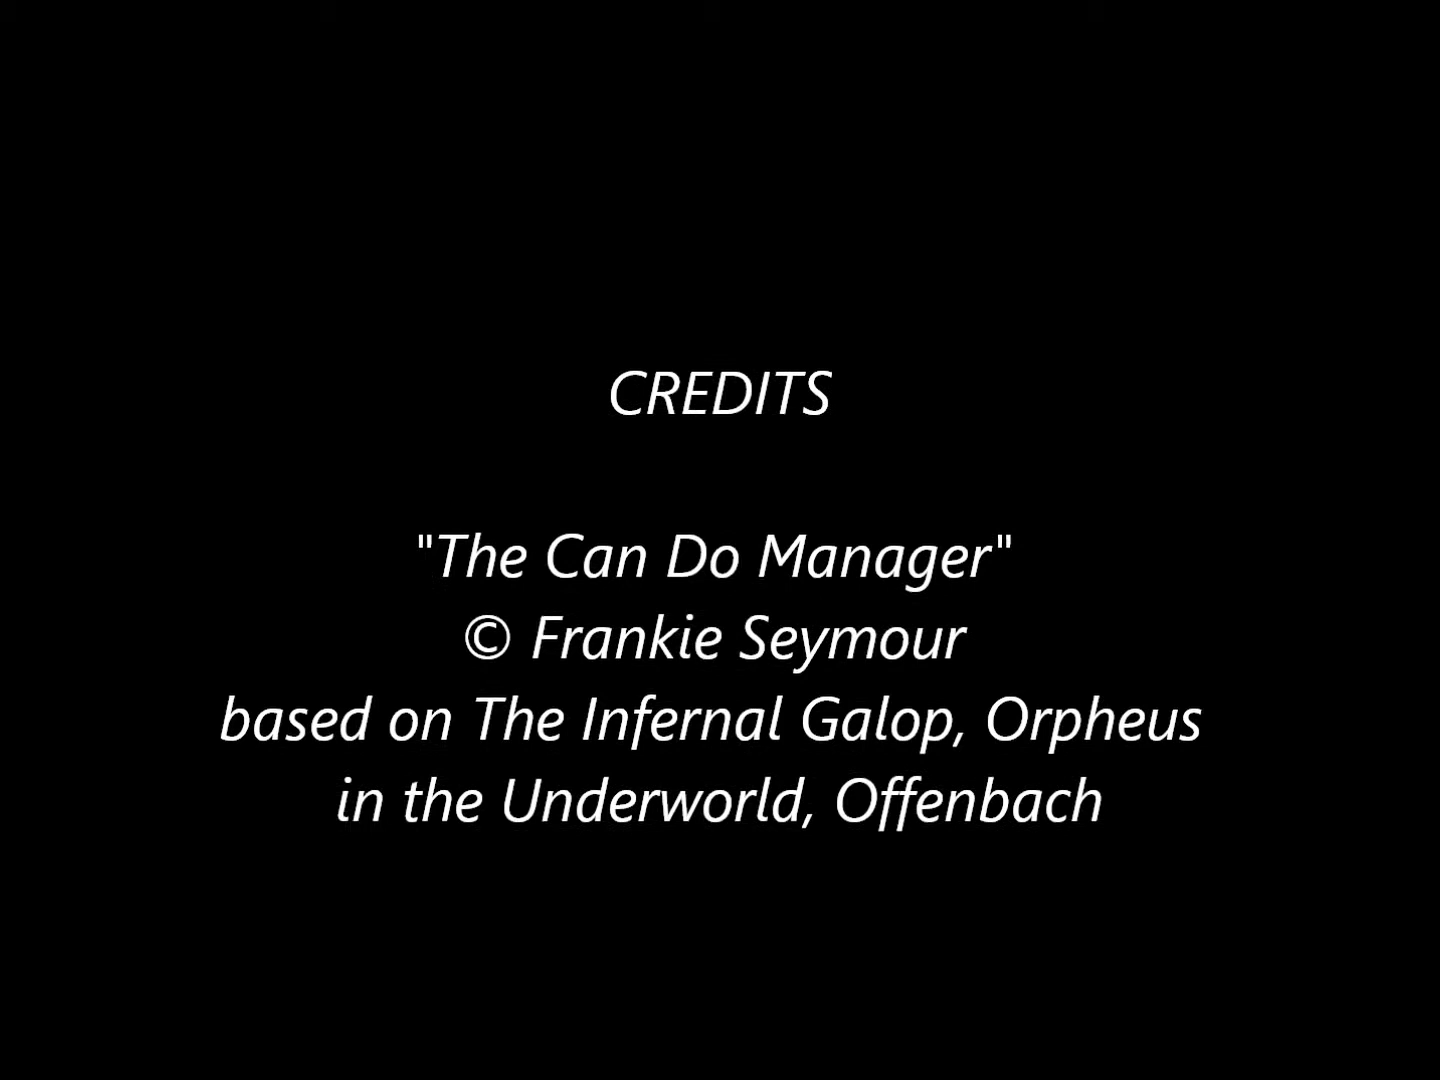 CREDITS
"The Can Do Manager"
© Frankie Seymour
based on The Infernal Galop, Orpheus
in the Underworld, Offenbach